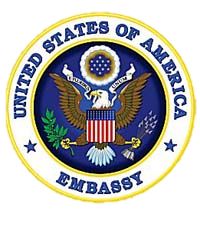 UNITED STATES OF AMERICA
EMBASSY